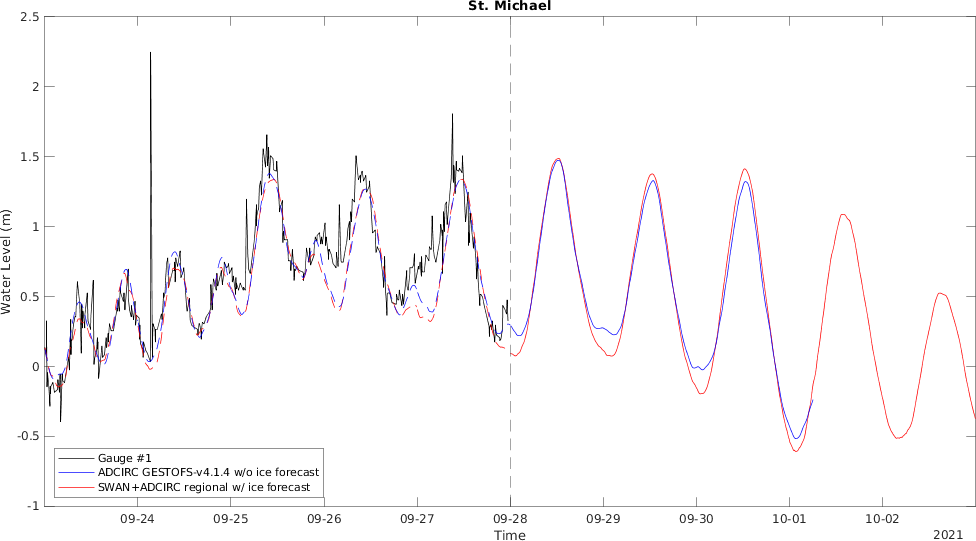 St. Michael
2.5
2
1.5
1
0.5
0
-0.5
-1
Water Level (m)
Gauge #1
ADCIRC GESTOFS-v4.1.4 w/o ice forecast
SWAN+ADCIRC regional w/ ice forecast
09-24 09-25 09-26 09-27 09-28 09-29 09-30 10-01 10-02
Time
2021